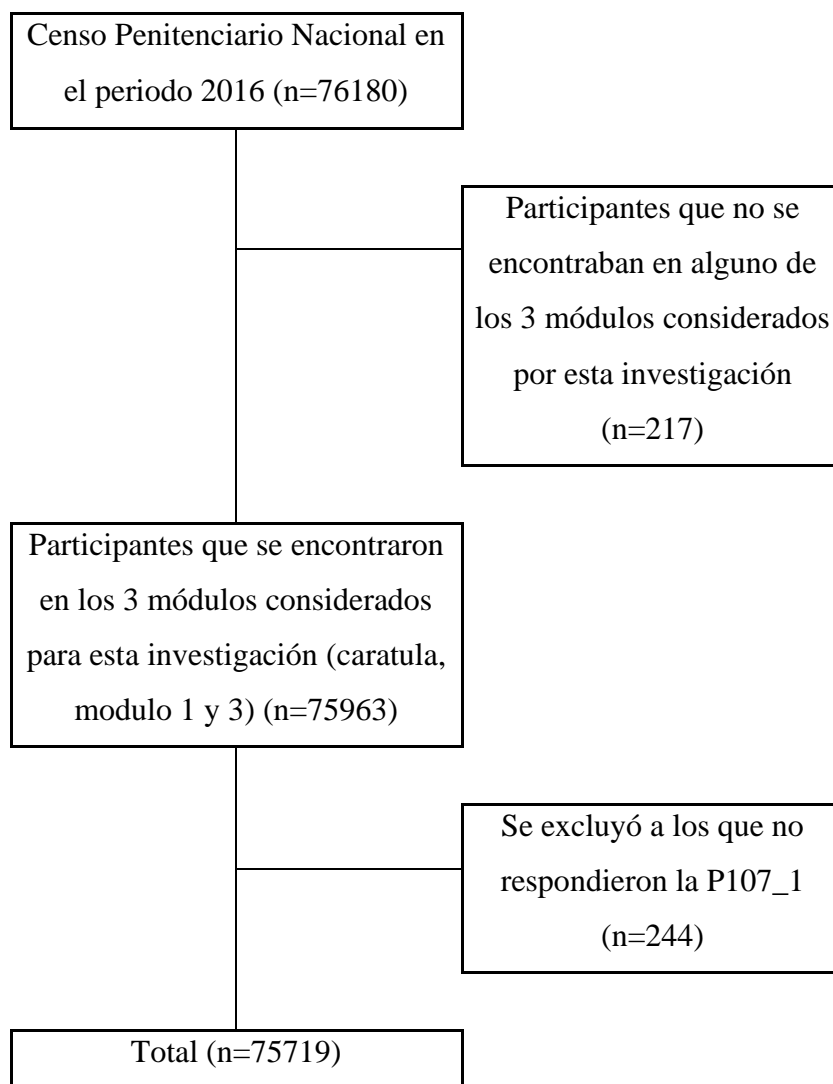 Censo Penitenciario Nacional en
el periodo 2016 (n=76180)
Participantes que no se
encontraban en alguno de
los 3 módulos considerados
por esta investigación
(n=217)
Participantes que se encontraron
en los 3 módulos considerados
para esta investigación (caratula,
modulo 1 y 3) (n=75963)
Se excluyó a los que no
respondieron la P107_1
(n=244)
Total (n=75719)